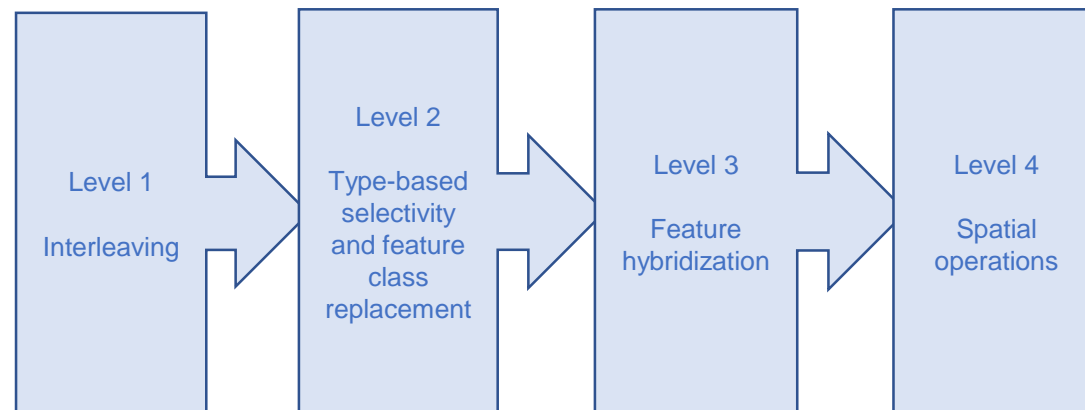 Level 1
Interleaving
Level 2
Type-based
selectivity
and feature
class
replacement
Level 3
Feature
hybridization
Level 4
Spatial
operations